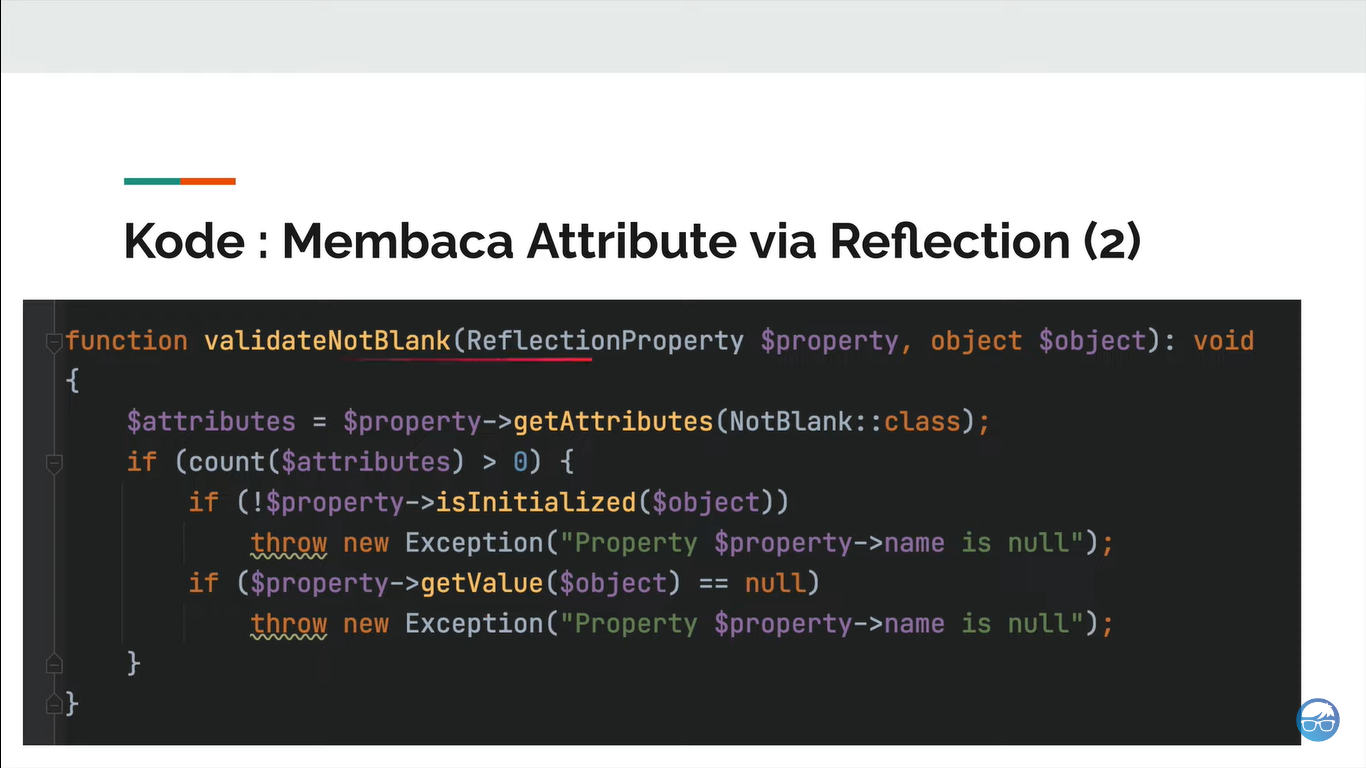 Kode : Membaca Attribute via Reflection (2)
function validateNotBlank(ReflectionProperty $property, object $object): void
{
$attributes = $property->getAttributes(NotBlank::class);
if (count($attributes) > 0) {
if (!$property->isInitialized($object))
throw new Exception("Property $property->name is null");
if ($property->getValue($object) == null)
throw new Exception("Property $property->name is null");
}
}